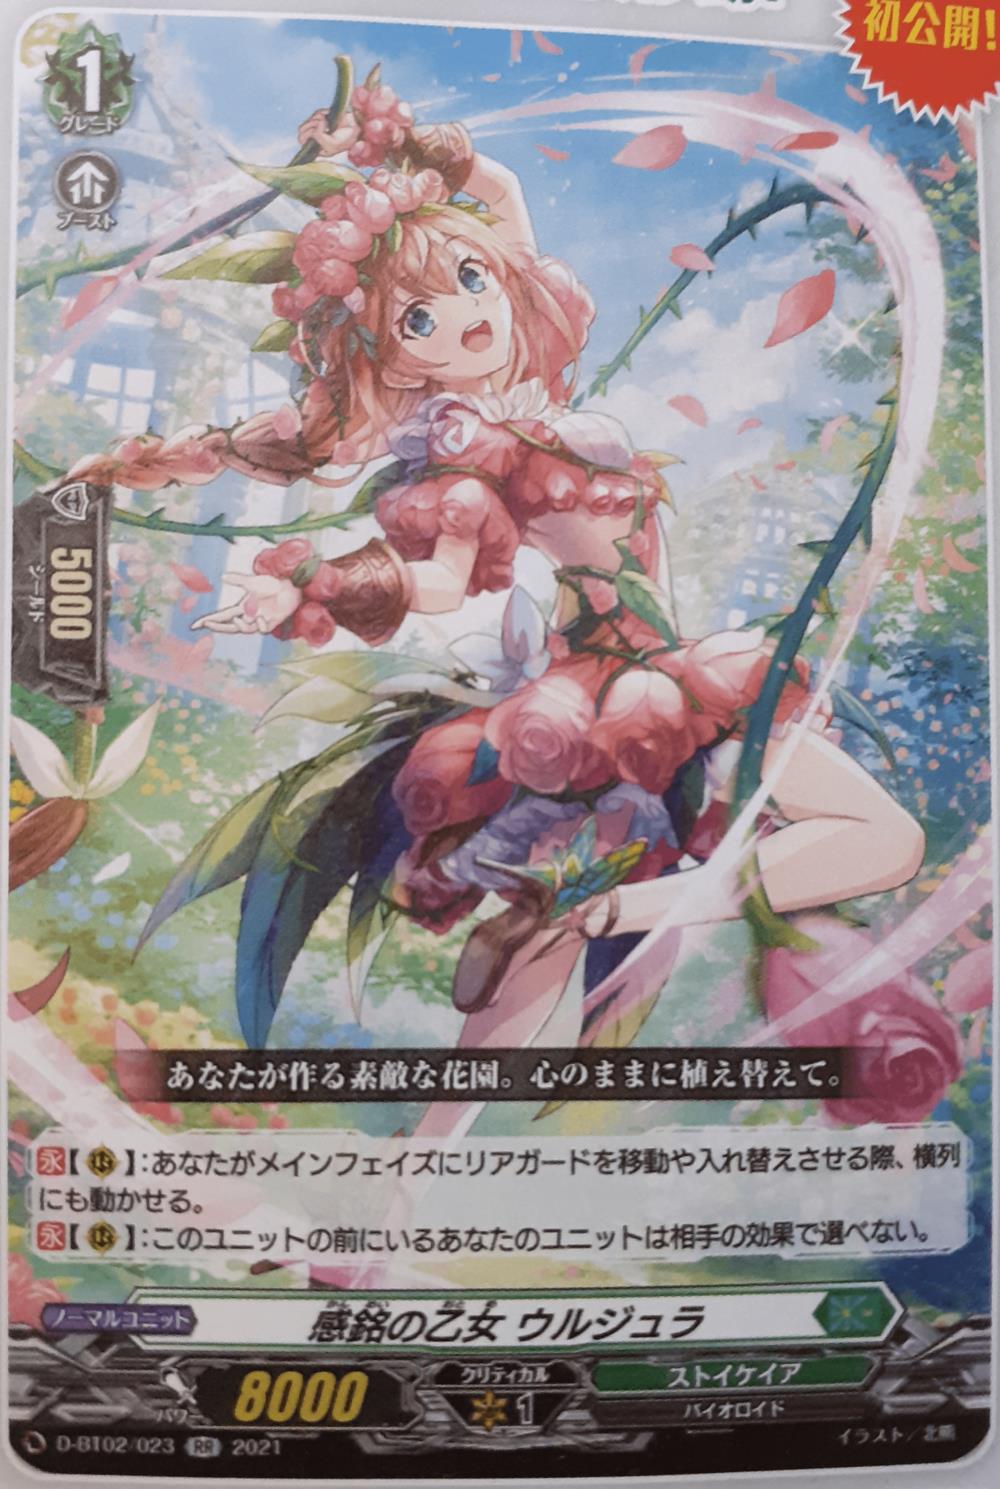 初公開！
1
グレード
ブースト
5000
シールド
あなたが作る素敵な花園。心のままに植え替えて。
永【】：あなたがメインフェイズにリアガードを移動や入れ替えさせる際、横列
にも動かせる。
永【】：このユニットの前にいるあなたのユニットは相手の効果で選べない。
ノーマルユニット
かんめい おとめ
感銘の乙女 ウルジュラ
パワー 8000
クリティカル
1
ストイケイア
バイオロイド
D-BT02/023 RR 2021
イラスト／北熊